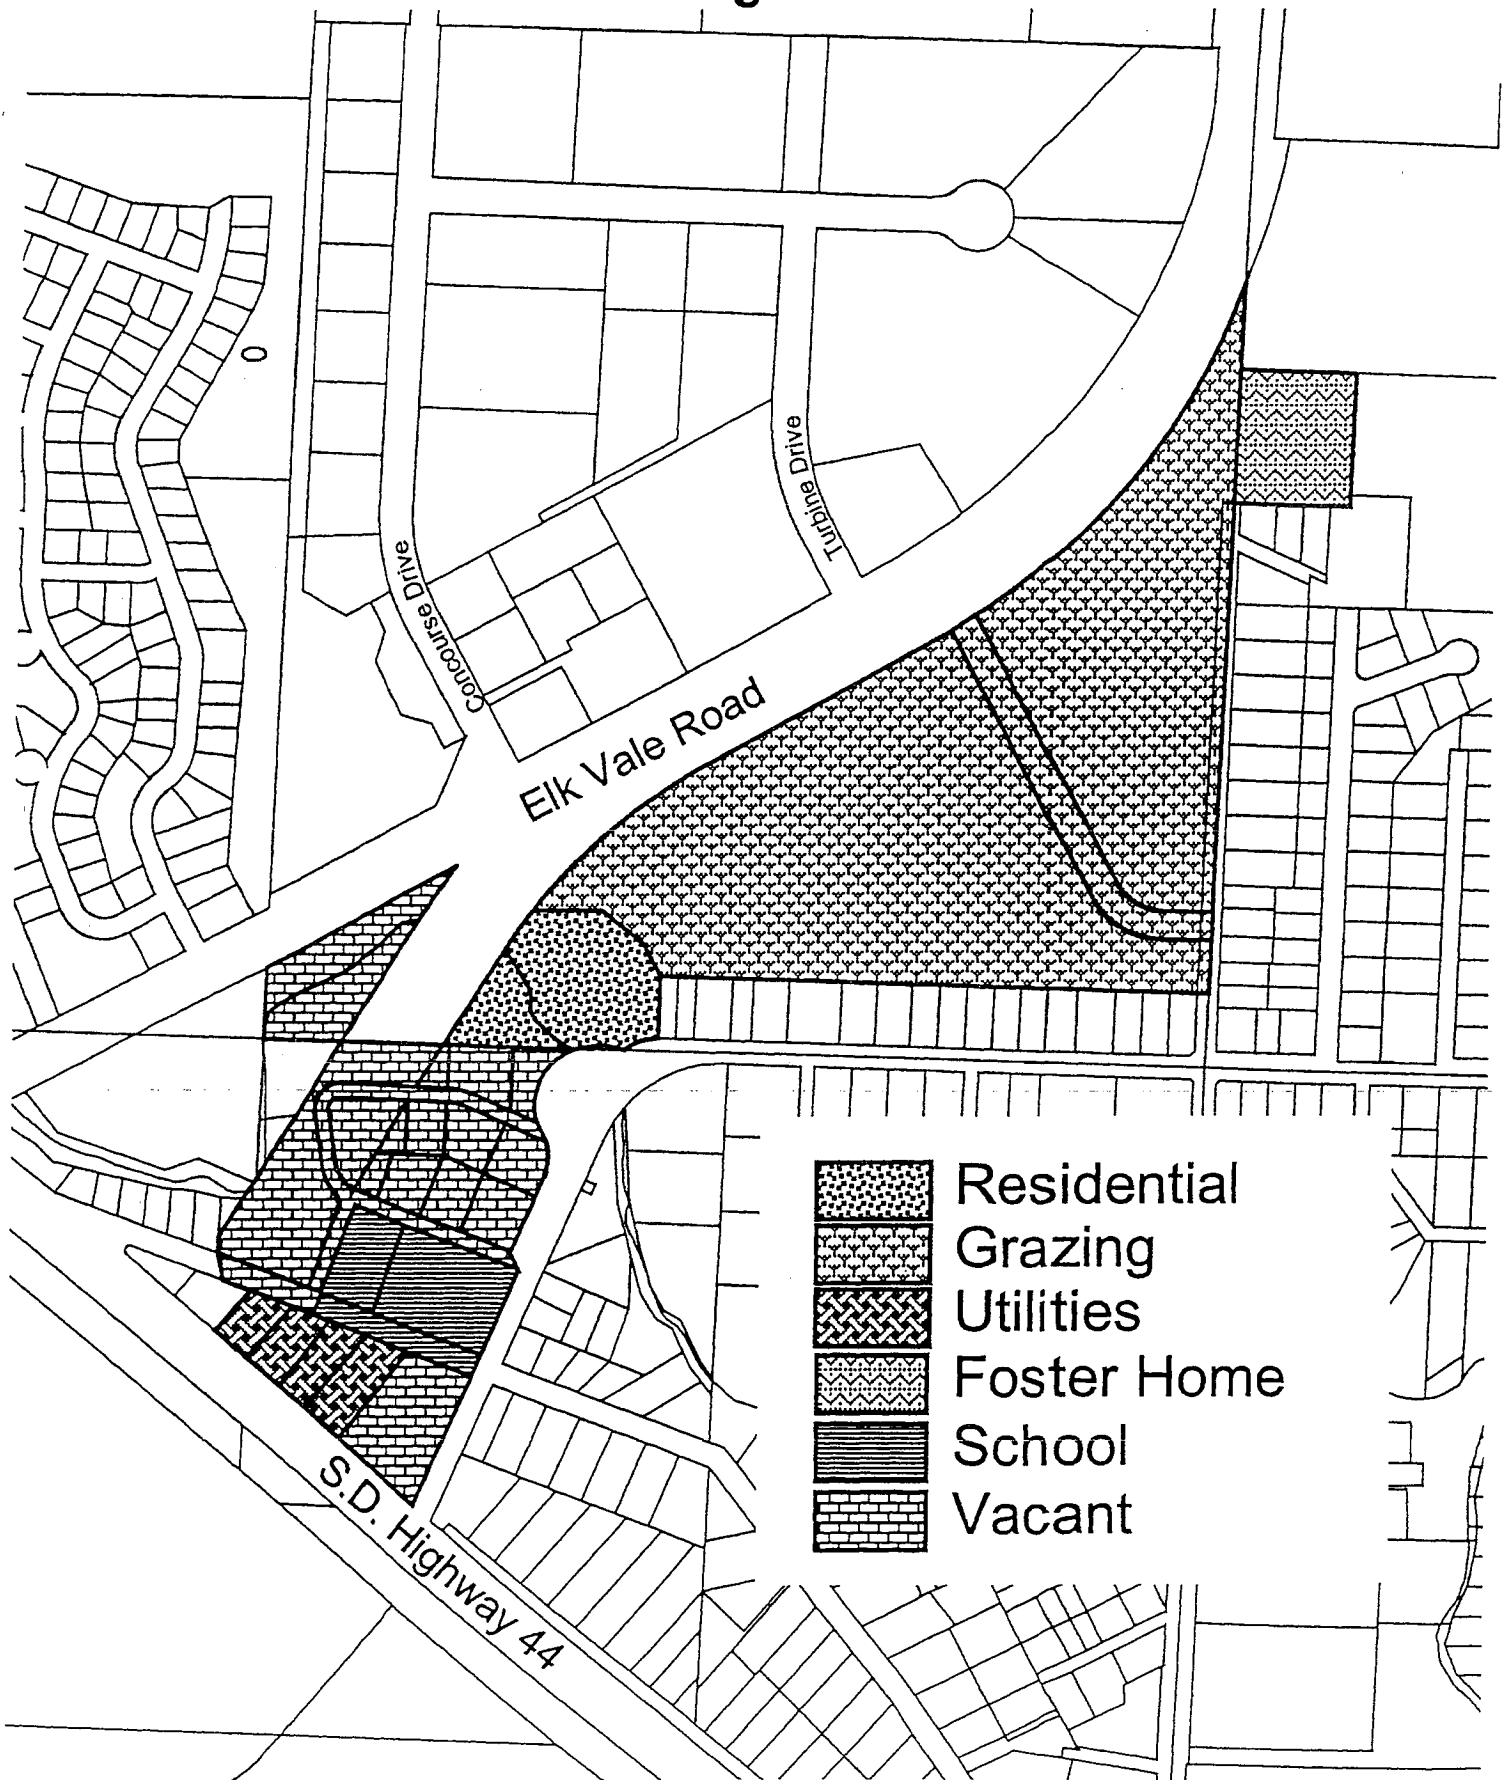 Turbine Drive
Concourse Drive
Elk Vale Road
Residential
Grazing
Utilities
Foster Home
School
Vacant
S.D. Highway 44